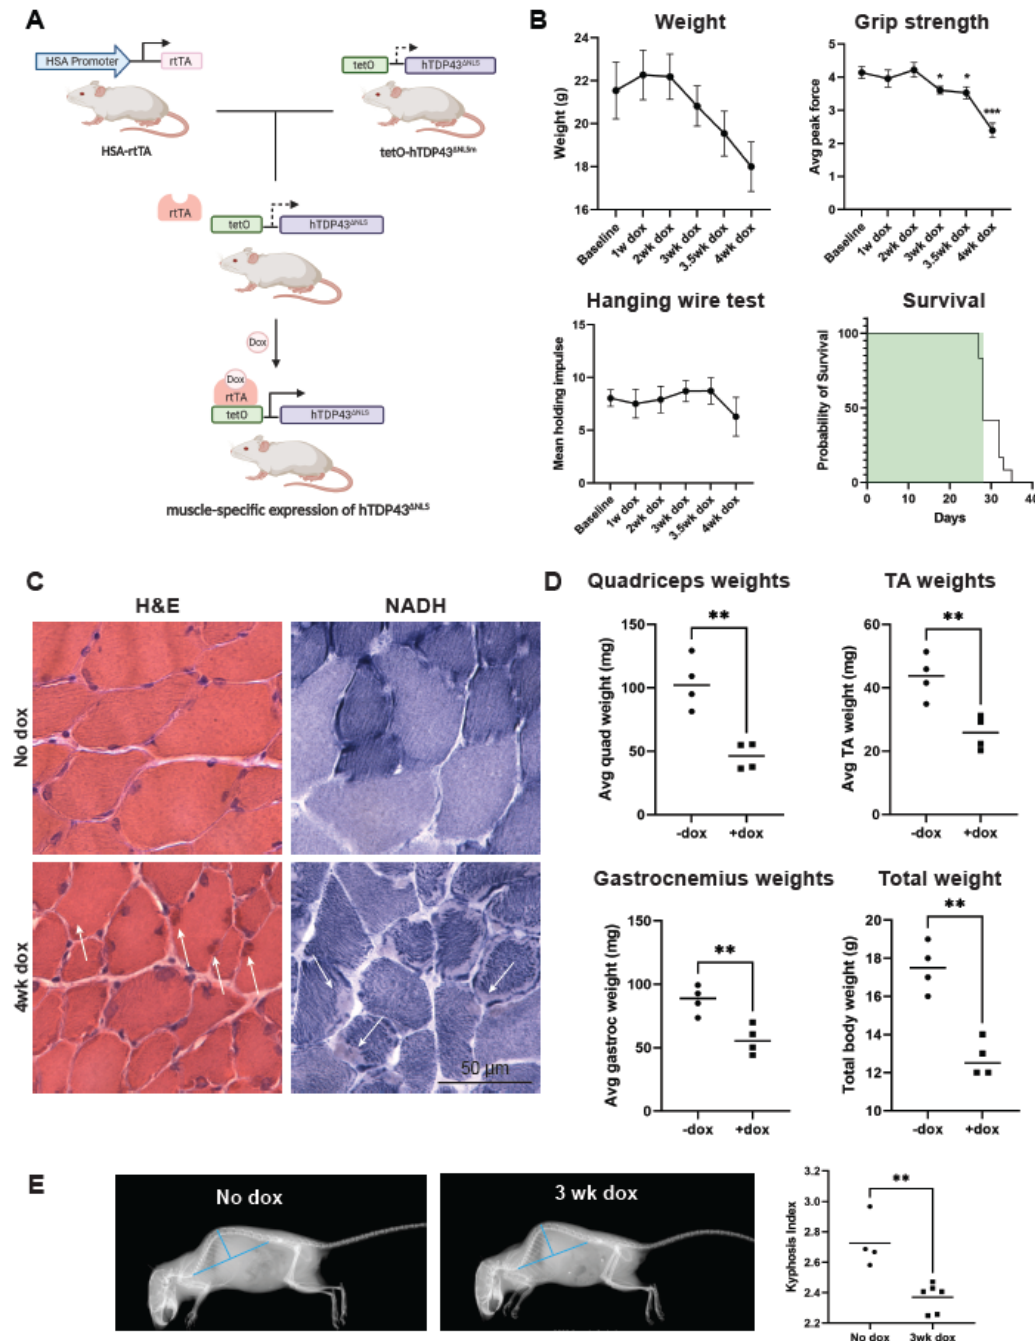 A
HSA Promoter
rtTA
tetO
hTDP43ΔNLS
HSA-rtTA
tetO-hTDP43ΔNLSm
rtTA
tetO
hTDP43ΔNLS
Dox
Dox
rtTA
tetO
hTDP43ΔNLS
muscle-specific expression of hTDP43ΔNLS
B
Weight
Weight (g)
24
22
20
18
16
Baseline
1w dox
2wk dox
3wk dox
3.5wk dox
4wk dox
Grip strength
Avg peak force
5
4
3
2
1
0
*
*
***
Baseline
1w dox
2wk dox
3wk dox
3.5wk dox
4wk dox
Hanging wire test
Mean holding impulse
15
10
5
0
Baseline
1w dox
2wk dox
3wk dox
3.5wk dox
4wk dox
Survival
Probability of Survival
100
50
0
0
10
20
30
40
Days
C
H&E
NADH
No dox
4wk dox
50 µm
D
Quadriceps weights
**
Avg quad weight (mg)
150
100
50
0
-dox
+dox
TA weights
**
Avg TA weight (mg)
60
40
20
0
-dox
+dox
Gastrocnemius weights
**
Avg gastroc weight (mg)
150
100
50
0
-dox
+dox
Total weight
**
Total body weight (g)
20
18
16
14
12
10
-dox
+dox
E
No dox
3 wk dox
**
Kyphosis Index
3.2
3.0
2.8
2.6
2.4
2.2
No dox
3wk dox